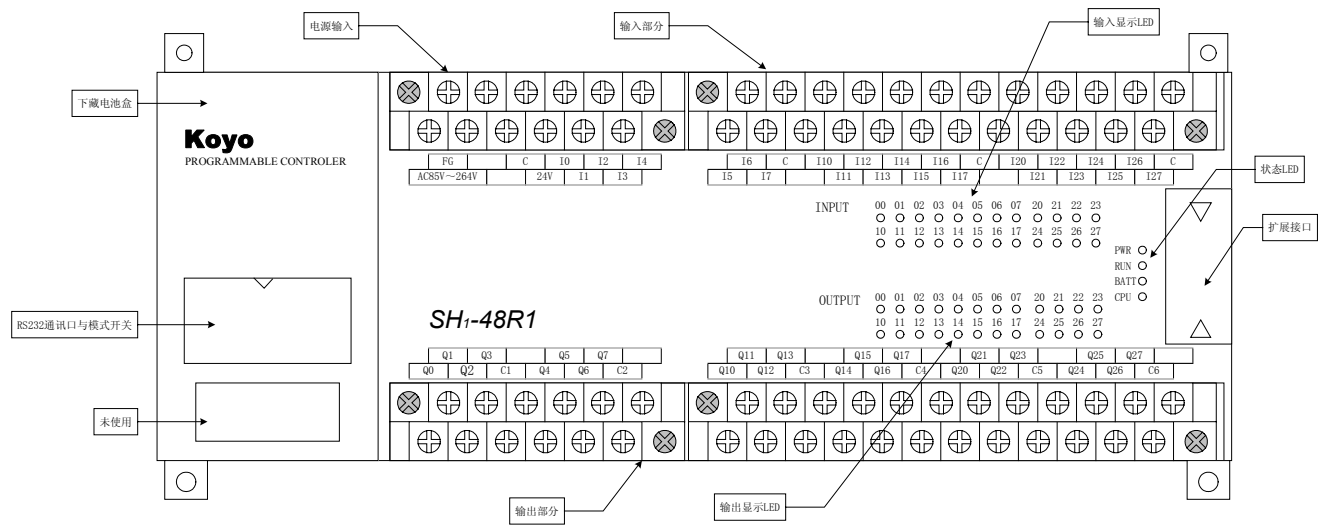 电源输入
输入部分
输入显示LED
下藏电池盒
Koyo
PROGRAMMABLE CONTROLER
FG C I0 I2 I4
AC85V～264V 24V I1 I3
I6 C I10 I12 I14 I16 C I20 I22 I24 I26 C
I5 I7 I11 I13 I15 I17 I21 I23 I25 I27
状态LED
扩展接口
INPUT 00 01 02 03 04 05 06 07 20 21 22 23
10 11 12 13 14 15 16 17 24 25 26 27
PWR
RUN
BATT
CPU
OUTPUT 00 01 02 03 04 05 06 07 20 21 22 23
10 11 12 13 14 15 16 17 24 25 26 27
RS232通讯口与模式开关
SH1-48R1
Q1 Q3 Q5 Q7
Q0 Q2 C1 Q4 Q6 C2
Q11 Q13 Q15 Q17 Q21 Q23 Q25 Q27
Q10 Q12 C3 Q14 Q16 C4 Q20 Q22 C5 Q24 Q26 C6
未使用
输出部分
输出显示LED